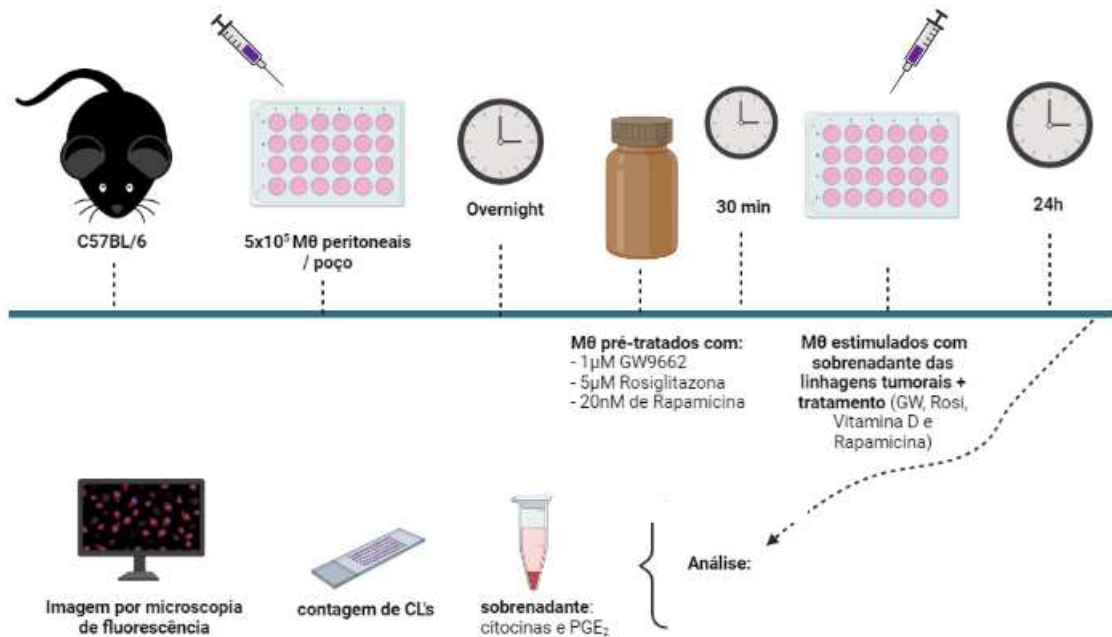 C57BL/6
5x10⁵ Mθ peritoneais
/ poço
Overnight
30 min
24h
Mθ pré-tratados com:
- 1µM GW9662
- 5µM Rosiglitazona
- 20nM de Rapamicina
Mθ estimulados com
sobrenadante das
linhagens tumorais +
tratamento (GW, Rosi,
Vitamina D e
Rapamicina)
Imagem por microscopia
de fluorescência
contagem de CL's
sobrenadante:
citocinas e PGE₂
Análise: